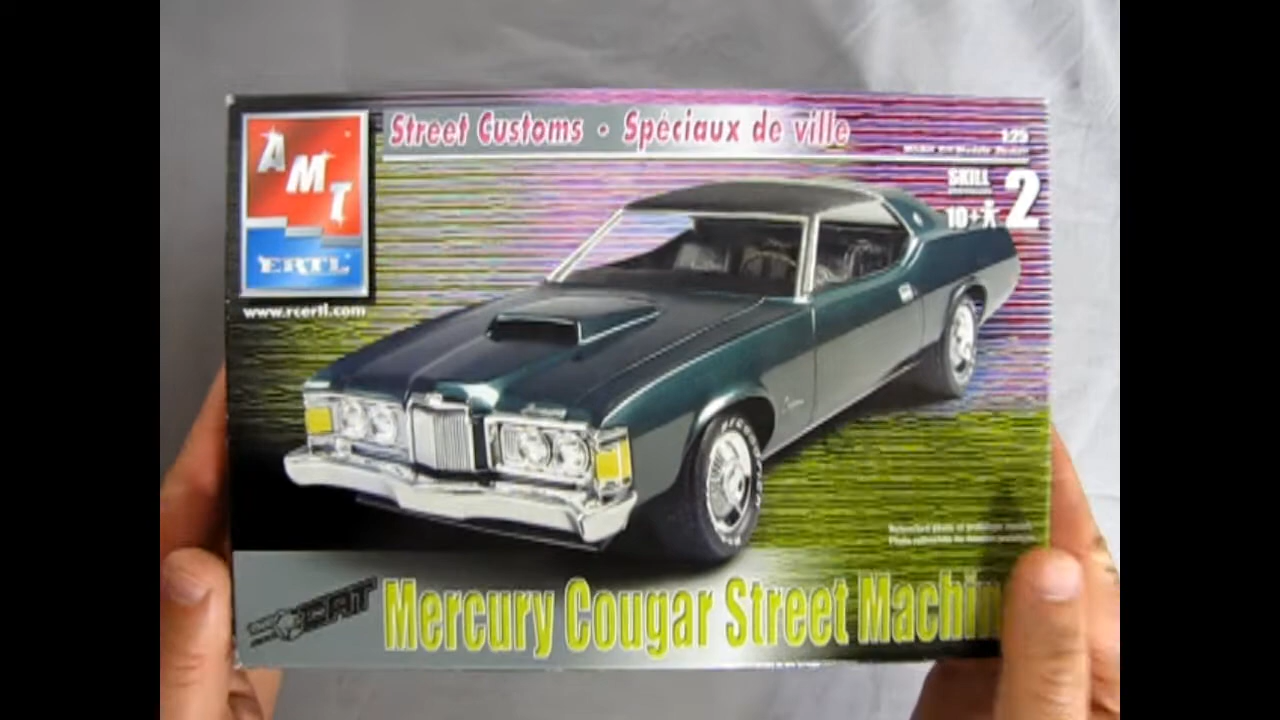 Street Customs • Spéciaux de ville
AMT
ERTL
www.rcertl.com
1:25
SKILL
2
10+
CAT
Mercury Cougar Street Machin